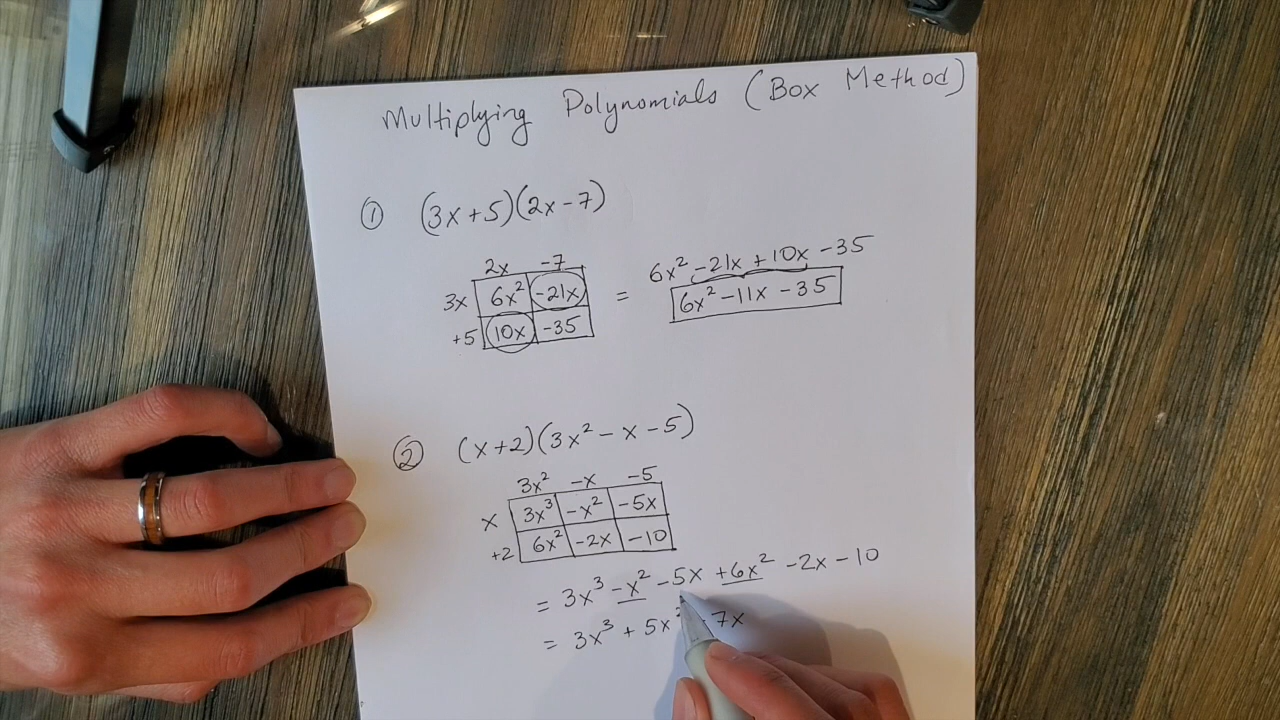 Multiplying Polynomials (Box Method)
① (3x+5)(2x-7)
2x -7
3x 6x² -21x
+5 10x -35
= 6x² -21x +10x -35
6x² -11x -35
② (x+2)(3x² - x - 5)
3x² -x -5
x 3x³ -x² -5x
+2 6x² -2x -10
= 3x³ - x² - 5x + 6x² - 2x - 10
= 3x³ + 5x² - 7x